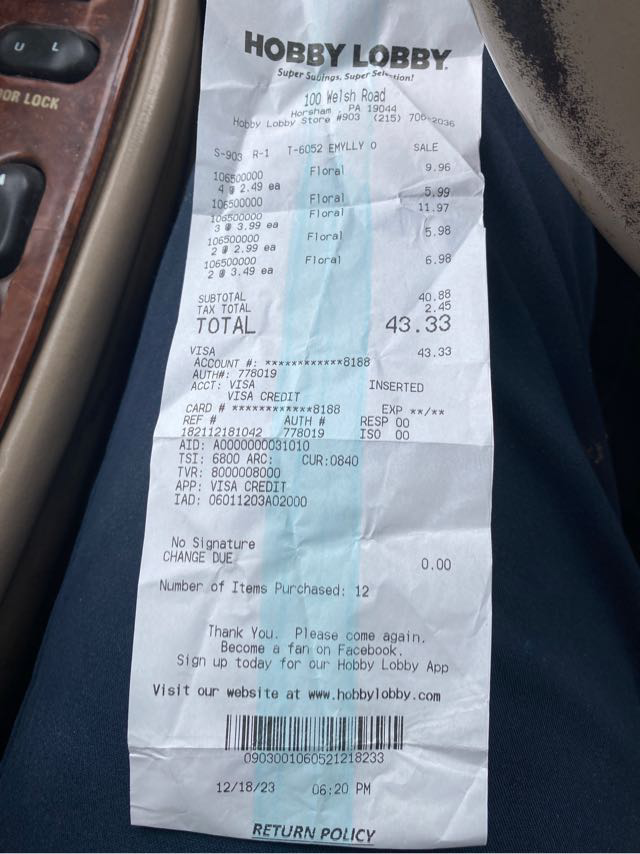 U L
OR LOCK
HOBBY LOBBY
Super Savings, Super Selection!
100 Welsh Road
Horsham, PA 19044
Hobby Lobby Store #903 (215) 706-2036
S-903 R-1 T-6052 EMYLLY O SALE
106500000 Floral 9.96
4 @ 2.49 ea
106500000 Floral 5.99
106500000 Floral 11.97
3 @ 3.99 ea
106500000 Floral 5.98
2 @ 2.99 ea
106500000 Floral 6.98
2 @ 3.49 ea
SUBTOTAL 40.88
TAX TOTAL 2.45
TOTAL 43.33
VISA 43.33
ACCOUNT #: ************8188
AUTH#: 778019
ACCT: VISA INSERTED
VISA CREDIT
CARD # ************8188 EXP **/**
REF # AUTH # RESP 00
182112181042 778019 ISO 00
AID: A0000000031010
TSI: 6800 ARC: CUR:0840
TVR: 8000008000
APP: VISA CREDIT
IAD: 06011203A02000
No Signature
CHANGE DUE 0.00
Number of Items Purchased: 12
Thank You. Please come again.
Become a fan on Facebook.
Sign up today for our Hobby Lobby App
Visit our website at www.hobbylobby.com
0903001060521218233
12/18/23 06:20 PM
RETURN POLICY